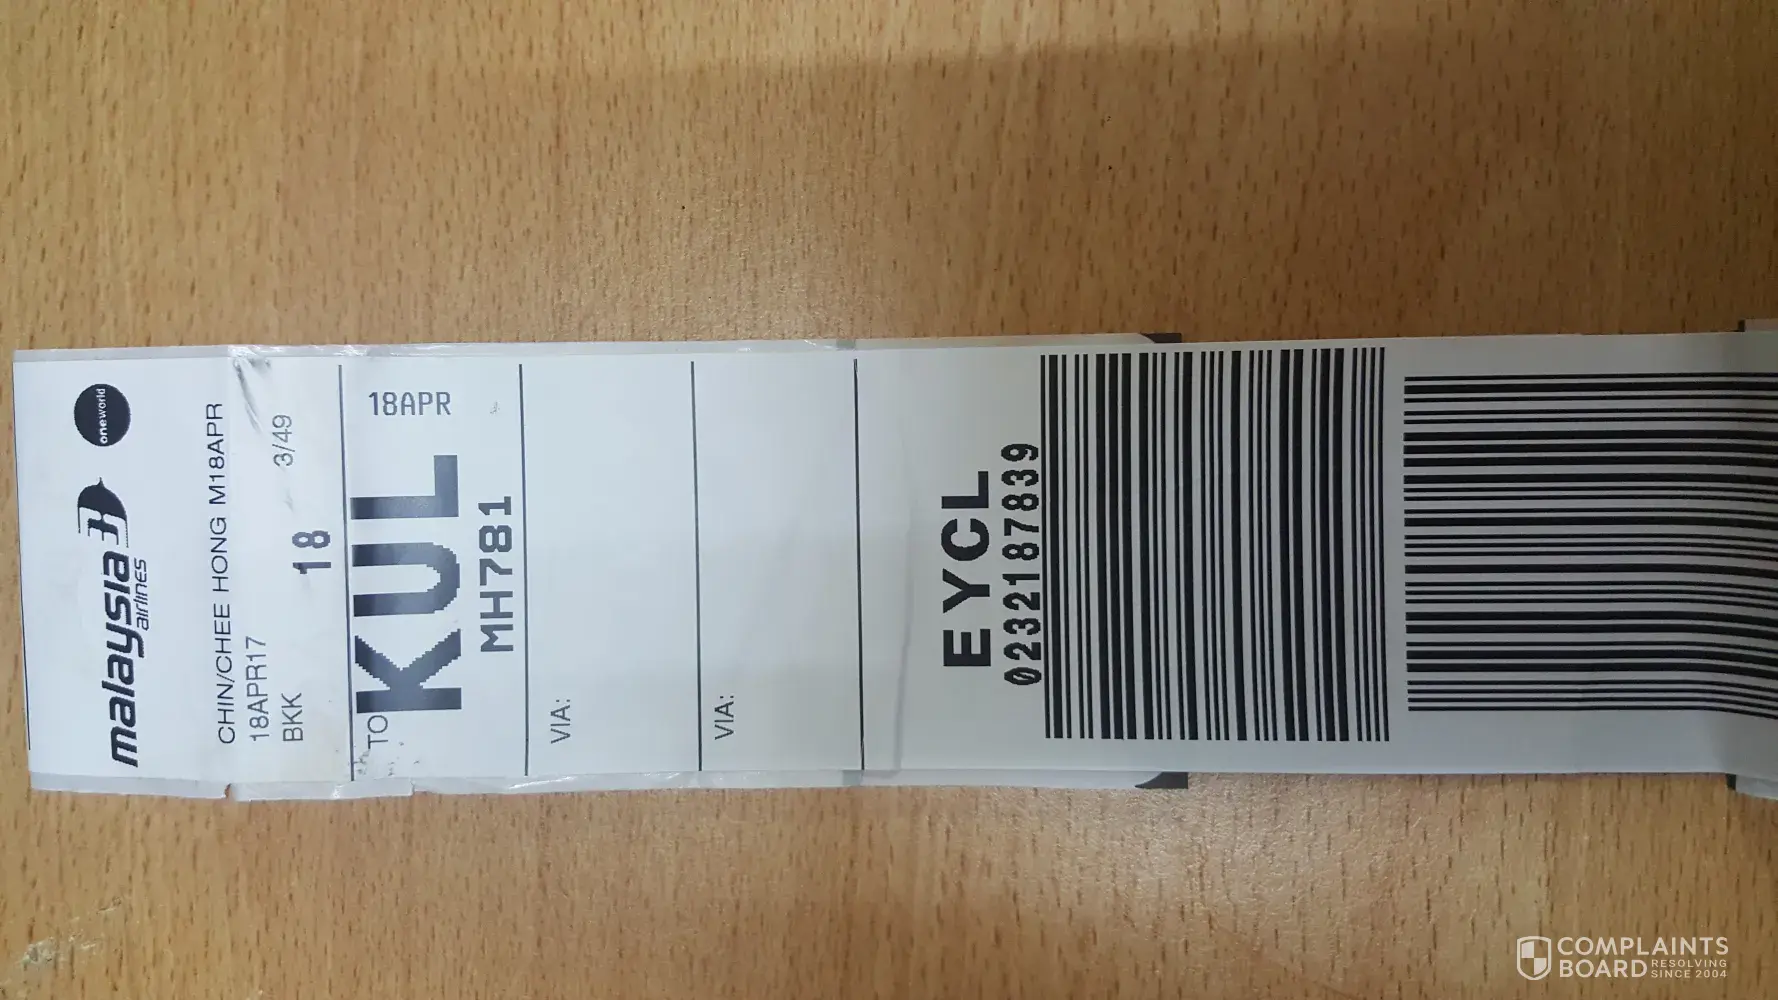 malaysia
airlines
oneworld
CHIN/CHEE HONG M18APR
18APR17
BKK 18 3/49
TO KUL 18APR
MH781
VIA:
VIA:
EYCL
0232187839
COMPLAINTS
BOARD RESOLVING
SINCE 2004